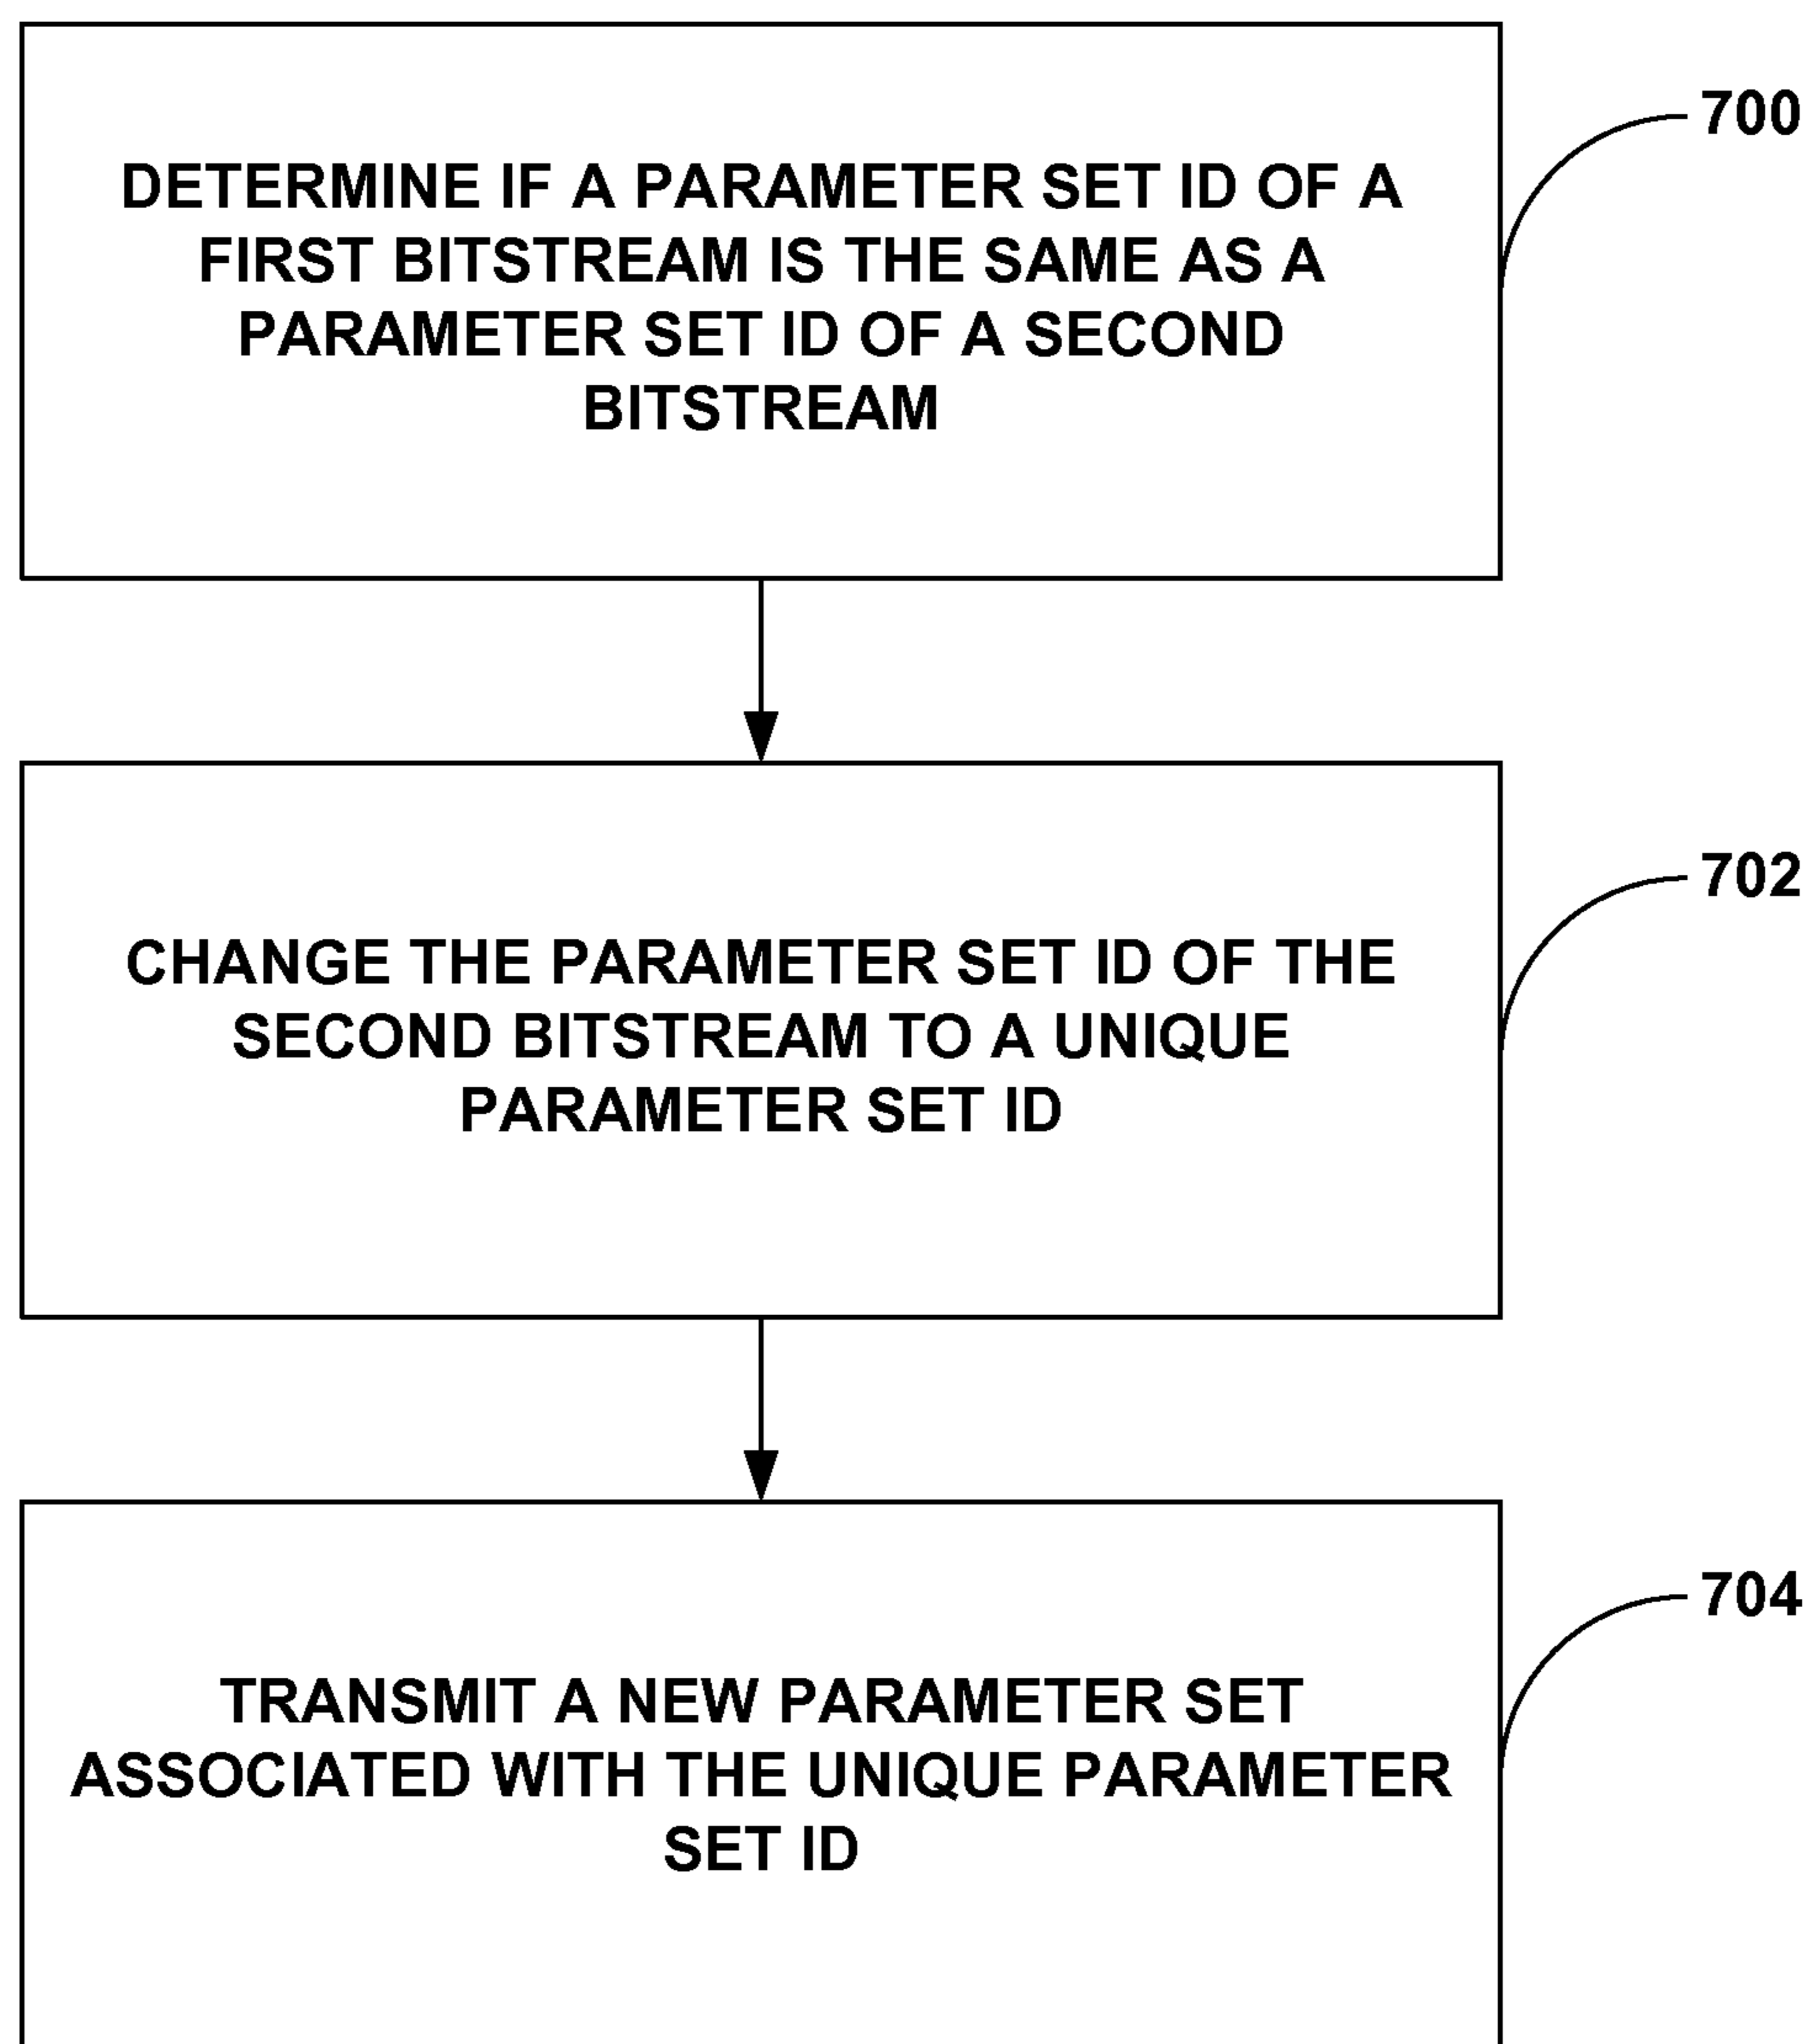 700
DETERMINE IF A PARAMETER SET ID OF A
FIRST BITSTREAM IS THE SAME AS A
PARAMETER SET ID OF A SECOND
BITSTREAM
702
CHANGE THE PARAMETER SET ID OF THE
SECOND BITSTREAM TO A UNIQUE
PARAMETER SET ID
704
TRANSMIT A NEW PARAMETER SET
ASSOCIATED WITH THE UNIQUE PARAMETER
SET ID